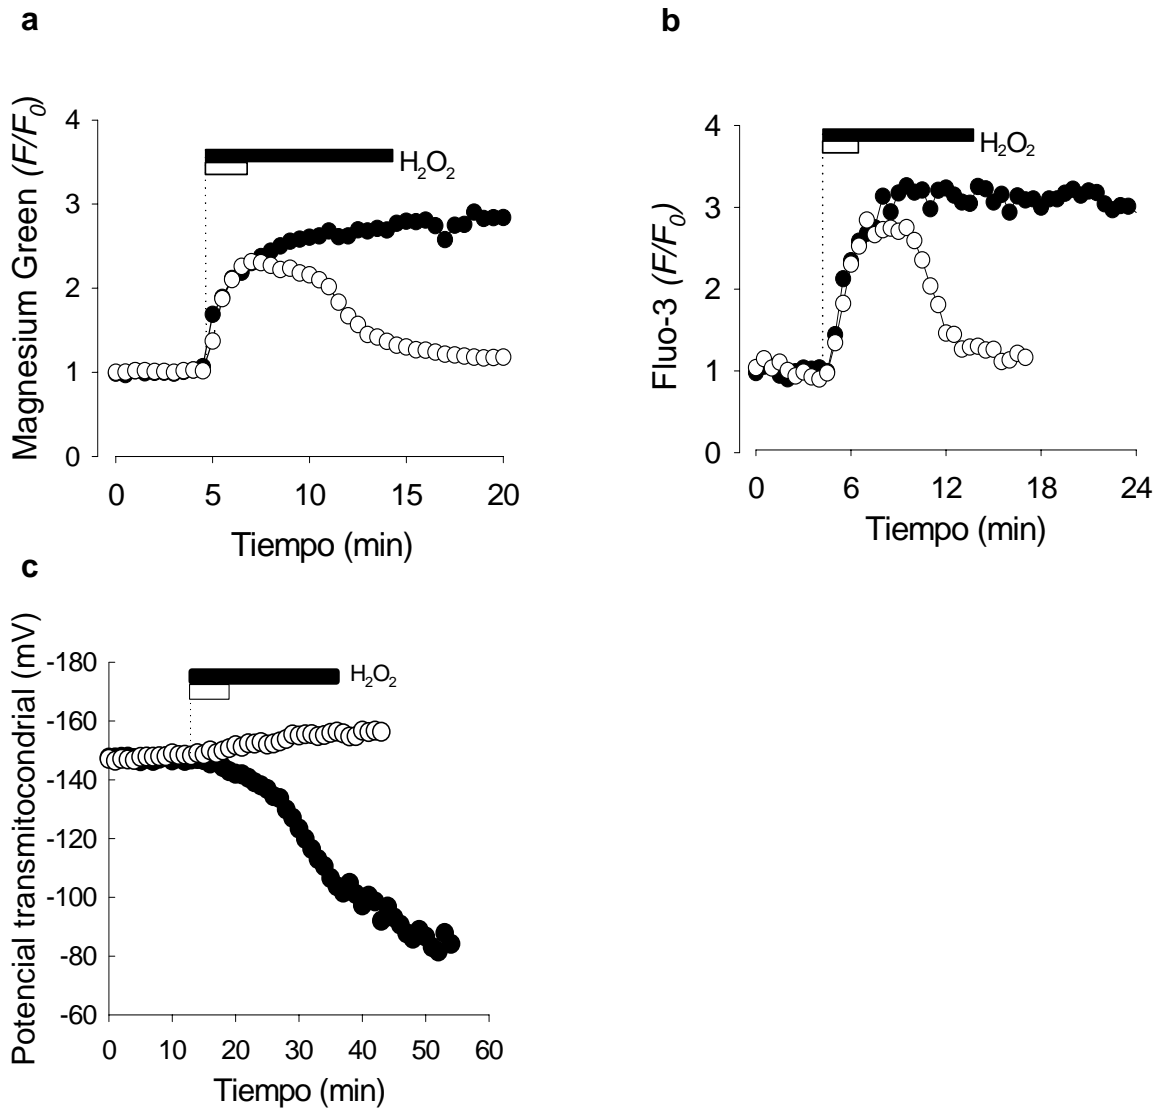 a
Magnesium Green (F/F0)
4
3
2
1
0
H2O2
0 5 10 15 20
Tiempo (min)
b
Fluo-3 (F/F0)
4
3
2
1
0
H2O2
0 6 12 18 24
Tiempo (min)
c
Potencial transmitocondrial (mV)
-180
-160
-140
-120
-100
-80
-60
H2O2
0 10 20 30 40 50 60
Tiempo (min)